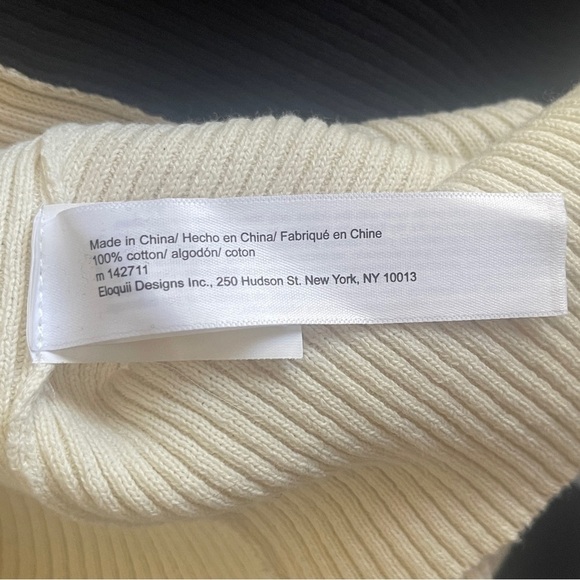 Made in China/ Hecho en China/ Fabriqué en Chine
100% cotton/ algodón/ coton
m 142711
Eloquii Designs Inc., 250 Hudson St. New York, NY 10013